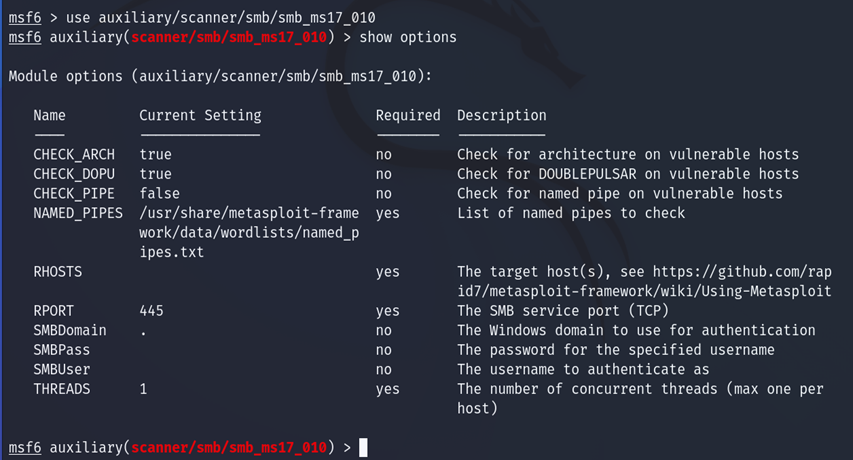 msf6 > use auxiliary/scanner/smb/smb_ms17_010
msf6 auxiliary(scanner/smb/smb_ms17_010) > show options
Module options (auxiliary/scanner/smb/smb_ms17_010):
Name Current Setting Required Description
---- --------------- -------- -----------
CHECK_ARCH true no Check for architecture on vulnerable hosts
CHECK_DOPU true no Check for DOUBLEPULSAR on vulnerable hosts
CHECK_PIPE false no Check for named pipe on vulnerable hosts
NAMED_PIPES /usr/share/metasploit-frame yes List of named pipes to check
work/data/wordlists/named_p
ipes.txt
RHOSTS yes The target host(s), see https://github.com/rap
id7/metasploit-framework/wiki/Using-Metasploit
RPORT 445 yes The SMB service port (TCP)
SMBDomain . no The Windows domain to use for authentication
SMBPass no The password for the specified username
SMBUser no The username to authenticate as
THREADS 1 yes The number of concurrent threads (max one per
host)
msf6 auxiliary(scanner/smb/smb_ms17_010) >